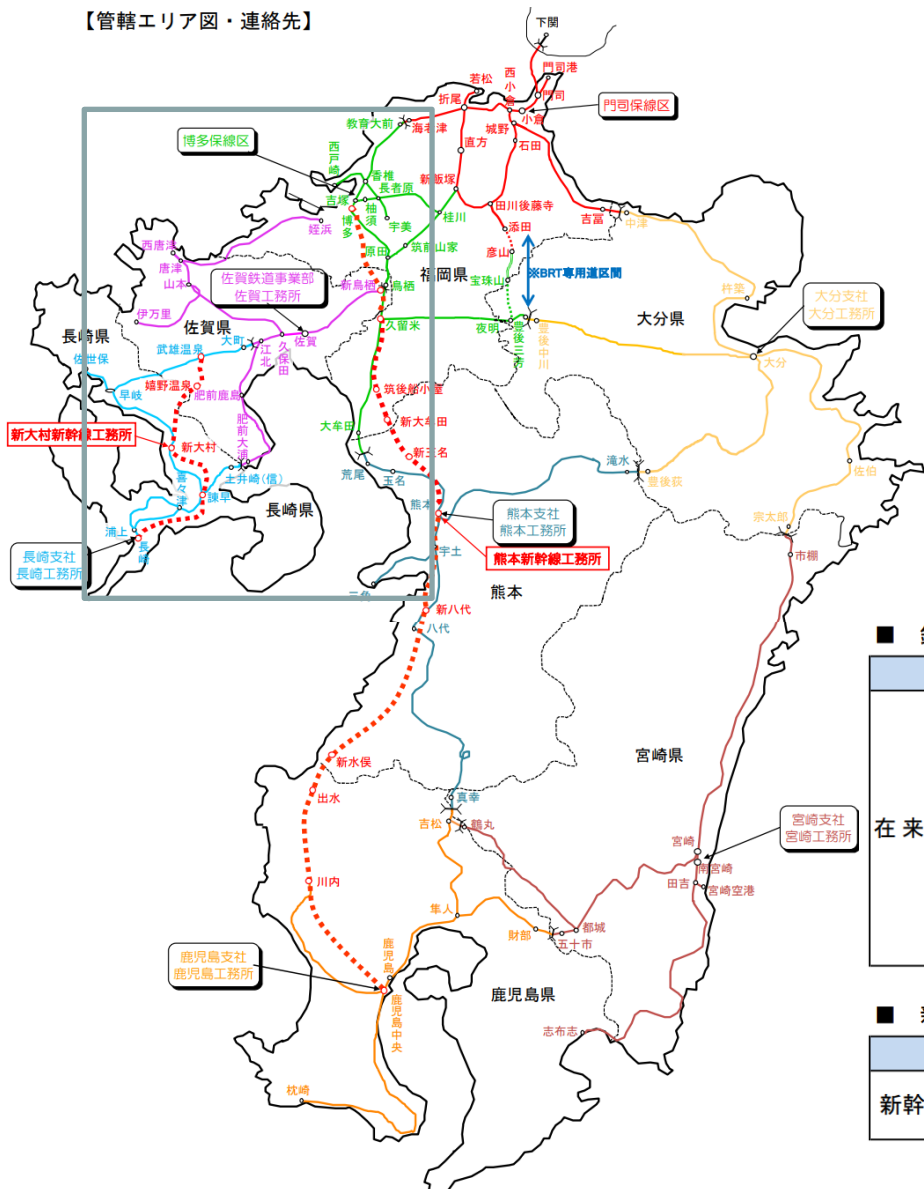 【管轄エリア図・連絡先】
下関
門司港
若松
西小倉
門司
折尾
小倉
門司保線区
教育大前
海老津
城野
博多保線区
直方
石田
西戸崎
香椎
長者原
新飯塚
吉塚
柚須
田川後藤寺
博多
宇美
桂川
吉冨
中津
姪浜
添田
原田
筑前山家
彦山
西唐津
唐津
福岡県
※BRT専用道区間
山本
佐賀鉄道事業部
佐賀工務所
新鳥栖
鳥栖
宝珠山
杵築
大分県
大分支社
大分工務所
伊万里
佐賀県
長崎県
久留米
夜明
豊後三芳
豊後中川
大町
佐賀
武雄温泉
江北
久保田
佐世保
大分
嬉野温泉
肥前鹿島
早岐
筑後船小屋
新大牟田
大牟田
新大村新幹線工務所
新大村
肥前大浦
新玉名
荒尾
玉名
滝水
豊後荻
佐伯
土井崎(信)
喜々津
諫早
長崎県
熊本
熊本支社
熊本工務所
宗太郎
浦上
長崎
長崎支社
長崎工務所
宇土
熊本新幹線工務所
市棚
三角
熊本
新八代
八代
■
新水俣
宮崎県
出水
真幸
吉松
鶴丸
宮崎支社
宮崎工務所
在来
宮崎
南宮崎
川内
田吉
宮崎空港
隼人
財部
都城
五十市
鹿児島支社
鹿児島工務所
鹿児島
鹿児島県
鹿児島中央
■
志布志
枕崎
新幹